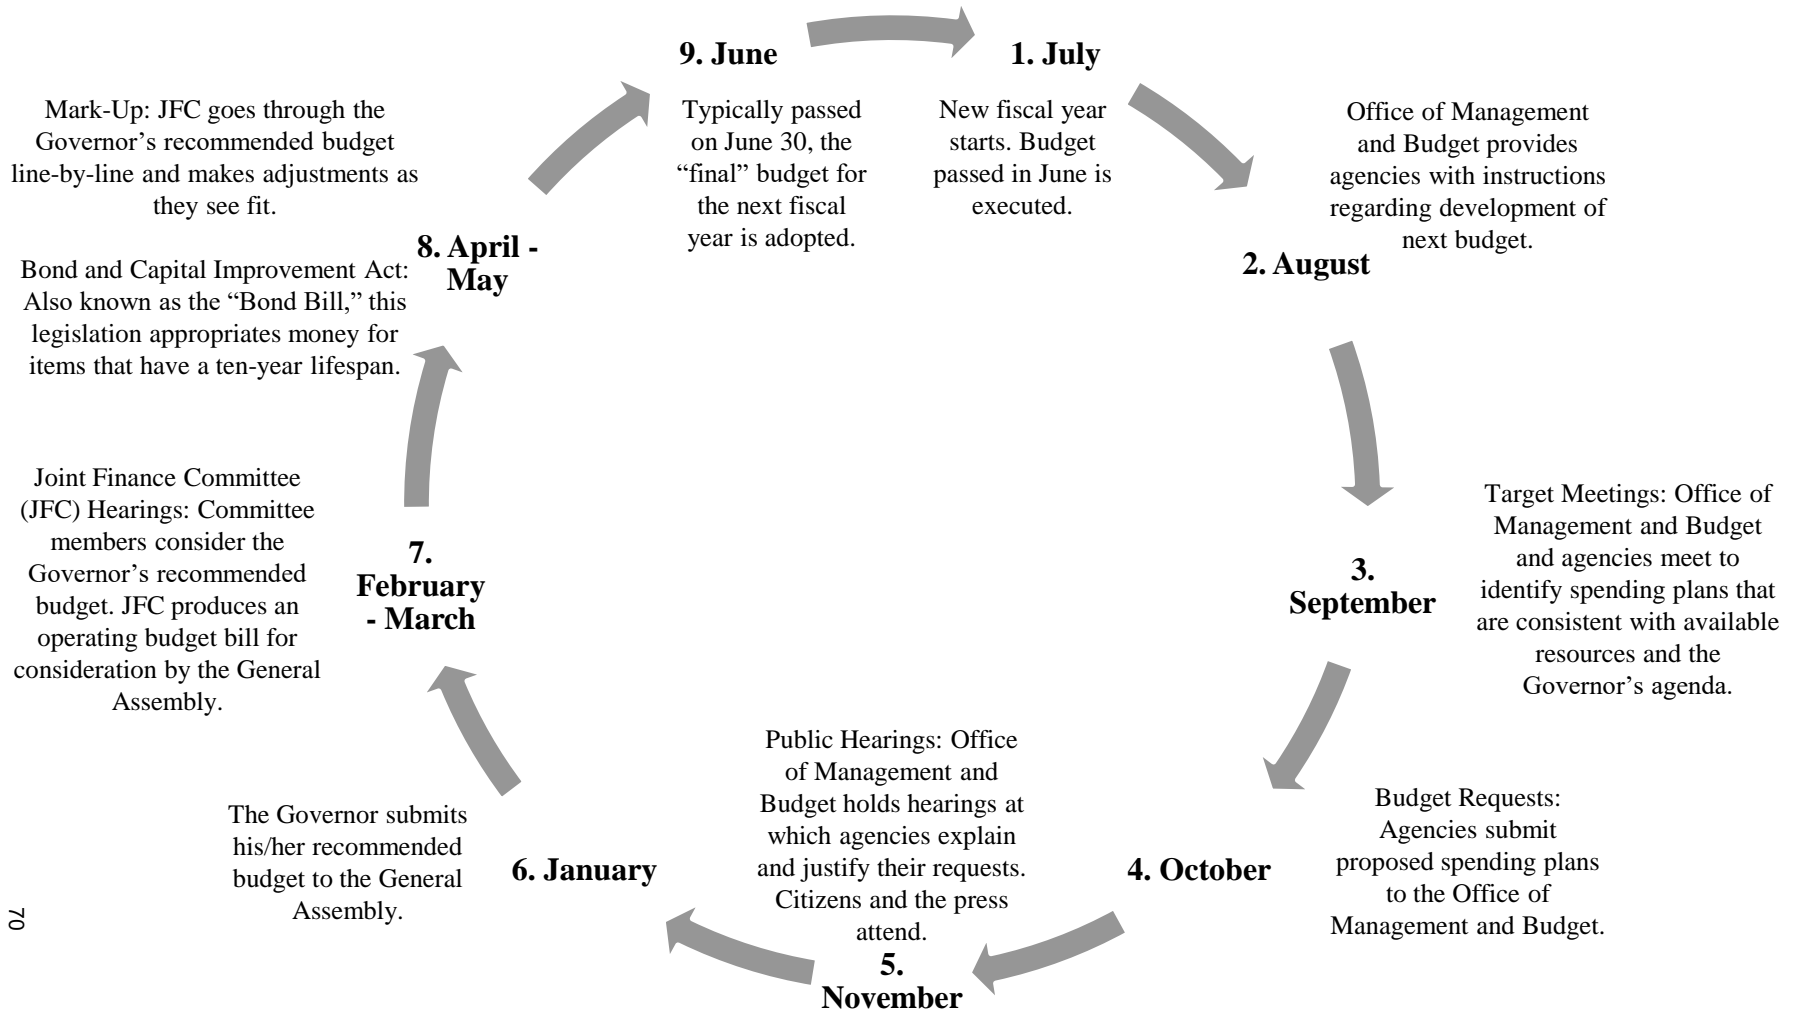 1. July
New fiscal year
starts. Budget
passed in June is
executed.
2. August
Office of Management
and Budget provides
agencies with instructions
regarding development of
next budget.
3.
September
Target Meetings: Office of
Management and Budget
and agencies meet to
identify spending plans that
are consistent with available
resources and the
Governor’s agenda.
4. October
Budget Requests:
Agencies submit
proposed spending plans
to the Office of
Management and Budget.
Public Hearings: Office
of Management and
Budget holds hearings at
which agencies explain
and justify their requests.
Citizens and the press
attend.
5.
November
6. January
The Governor submits
his/her recommended
budget to the General
Assembly.
7.
February
- March
Joint Finance Committee
(JFC) Hearings: Committee
members consider the
Governor’s recommended
budget. JFC produces an
operating budget bill for
consideration by the General
Assembly.
8. April -
May
Mark-Up: JFC goes through the
Governor’s recommended budget
line-by-line and makes adjustments as
they see fit.
Bond and Capital Improvement Act:
Also known as the “Bond Bill,” this
legislation appropriates money for
items that have a ten-year lifespan.
9. June
Typically passed
on June 30, the
“final” budget for
the next fiscal
year is adopted.
70